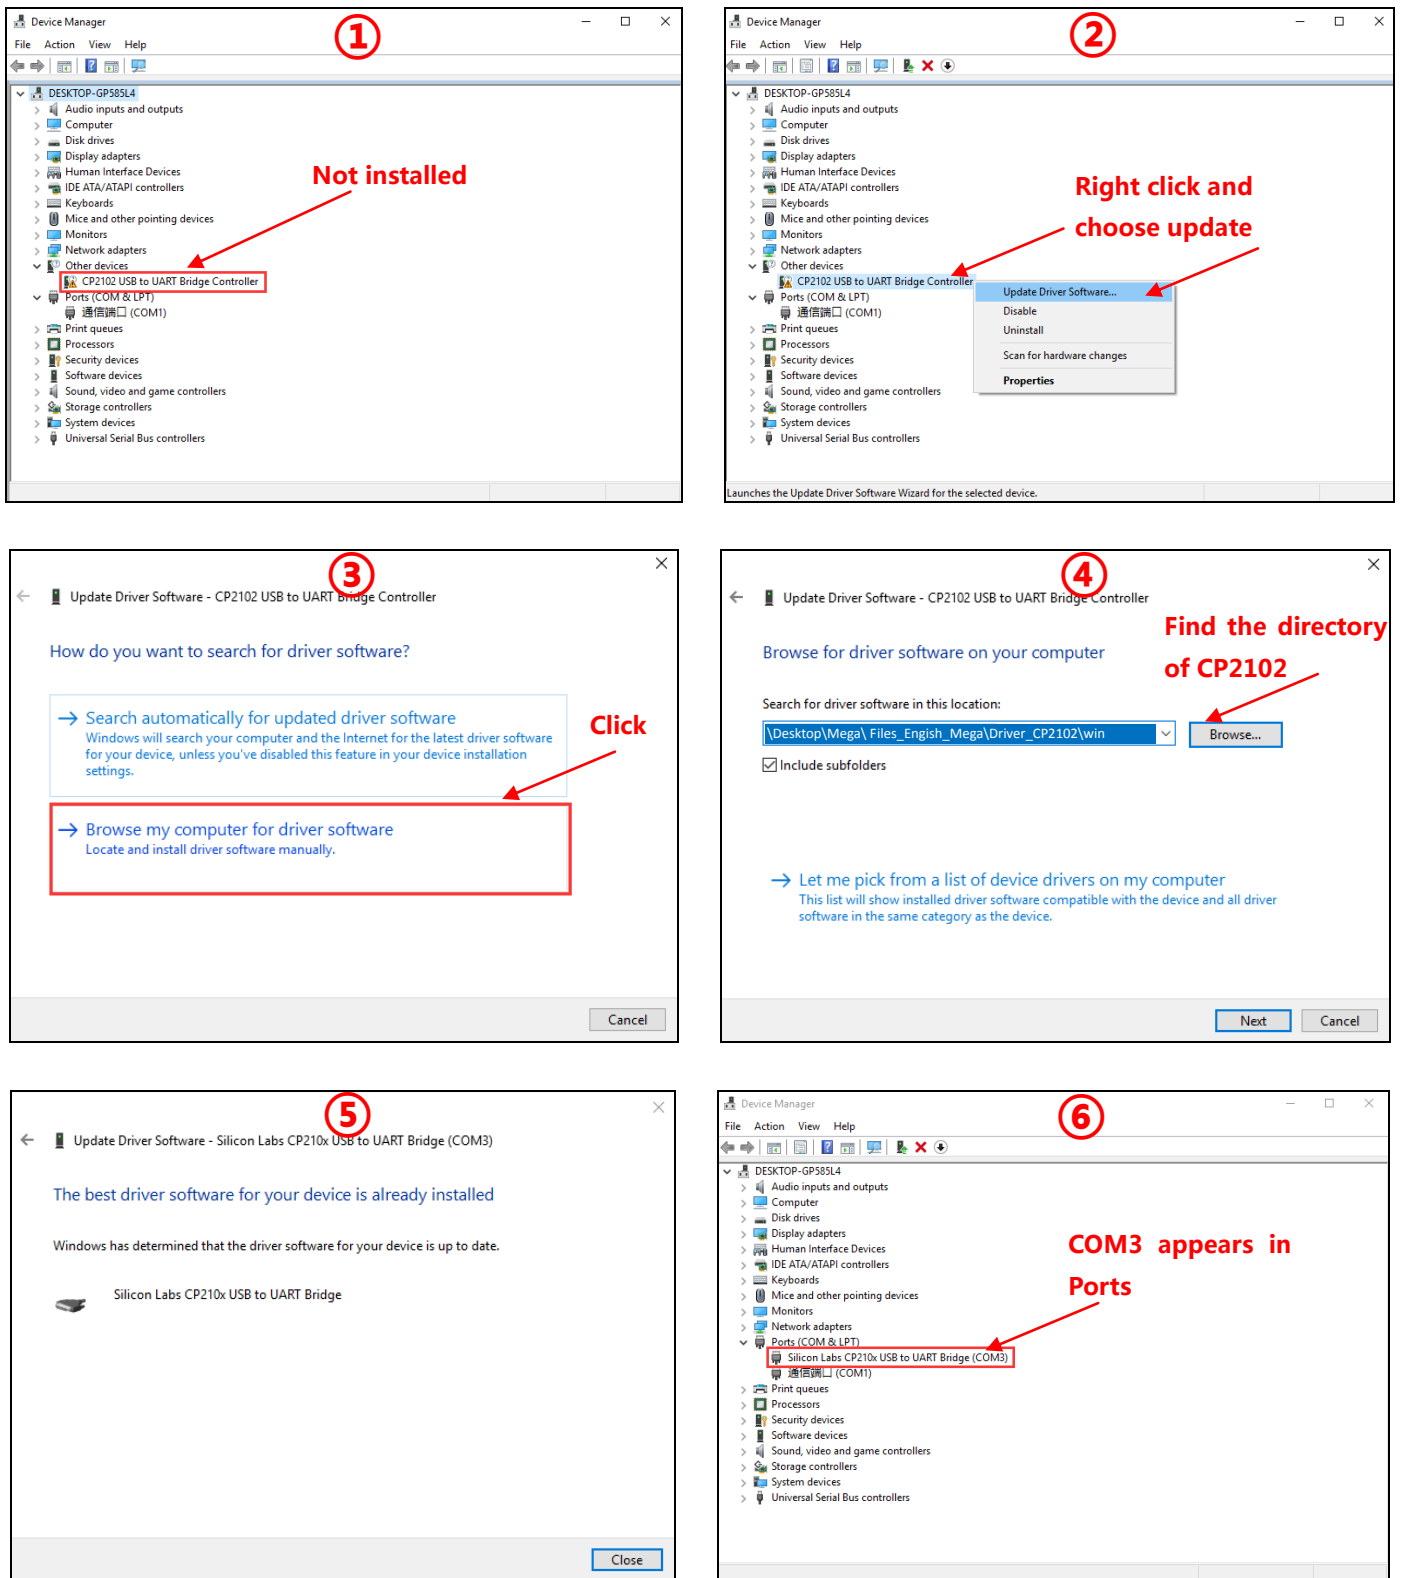 Device Manager
①
File Action View Help
DESKTOP-GP585L4
Audio inputs and outputs
Computer
Disk drives
Display adapters
Human Interface Devices
IDE ATA/ATAPI controllers
Keyboards
Mice and other pointing devices
Monitors
Network adapters
Other devices
CP2102 USB to UART Bridge Controller
Ports (COM & LPT)
通信端口 (COM1)
Print queues
Processors
Security devices
Software devices
Sound, video and game controllers
Storage controllers
System devices
Universal Serial Bus controllers
Not installed
Device Manager
②
File Action View Help
DESKTOP-GP585L4
Audio inputs and outputs
Computer
Disk drives
Display adapters
Human Interface Devices
IDE ATA/ATAPI controllers
Keyboards
Mice and other pointing devices
Monitors
Network adapters
Other devices
CP2102 USB to UART Bridge Controller
Ports (COM & LPT)
通信端口 (COM1)
Print queues
Processors
Security devices
Software devices
Sound, video and game controllers
Storage controllers
System devices
Universal Serial Bus controllers
Right click and
choose update
Update Driver Software...
Disable
Uninstall
Scan for hardware changes
Properties
Launches the Update Driver Software Wizard for the selected device.
③
Update Driver Software - CP2102 USB to UART Bridge Controller
How do you want to search for driver software?
Search automatically for updated driver software
Windows will search your computer and the Internet for the latest driver software
for your device, unless you've disabled this feature in your device installation
settings.
Click
Browse my computer for driver software
Locate and install driver software manually.
Cancel
④
Update Driver Software - CP2102 USB to UART Bridge Controller
Find the directory
of CP2102
Browse for driver software on your computer
Search for driver software in this location:
\Desktop\Mega\ Files_Engish_Mega\Driver_CP2102\win
Browse...
Include subfolders
Let me pick from a list of device drivers on my computer
This list will show installed driver software compatible with the device and all driver
software in the same category as the device.
Next Cancel
⑤
Update Driver Software - Silicon Labs CP210x USB to UART Bridge (COM3)
The best driver software for your device is already installed
Windows has determined that the driver software for your device is up to date.
Silicon Labs CP210x USB to UART Bridge
Close
Device Manager
⑥
File Action View Help
DESKTOP-GP585L4
Audio inputs and outputs
Computer
Disk drives
Display adapters
Human Interface Devices
IDE ATA/ATAPI controllers
Keyboards
Mice and other pointing devices
Monitors
Network adapters
Ports (COM & LPT)
Silicon Labs CP210x USB to UART Bridge (COM3)
通信端口 (COM1)
Print queues
Processors
Security devices
Software devices
Sound, video and game controllers
Storage controllers
System devices
Universal Serial Bus controllers
COM3 appears in
Ports